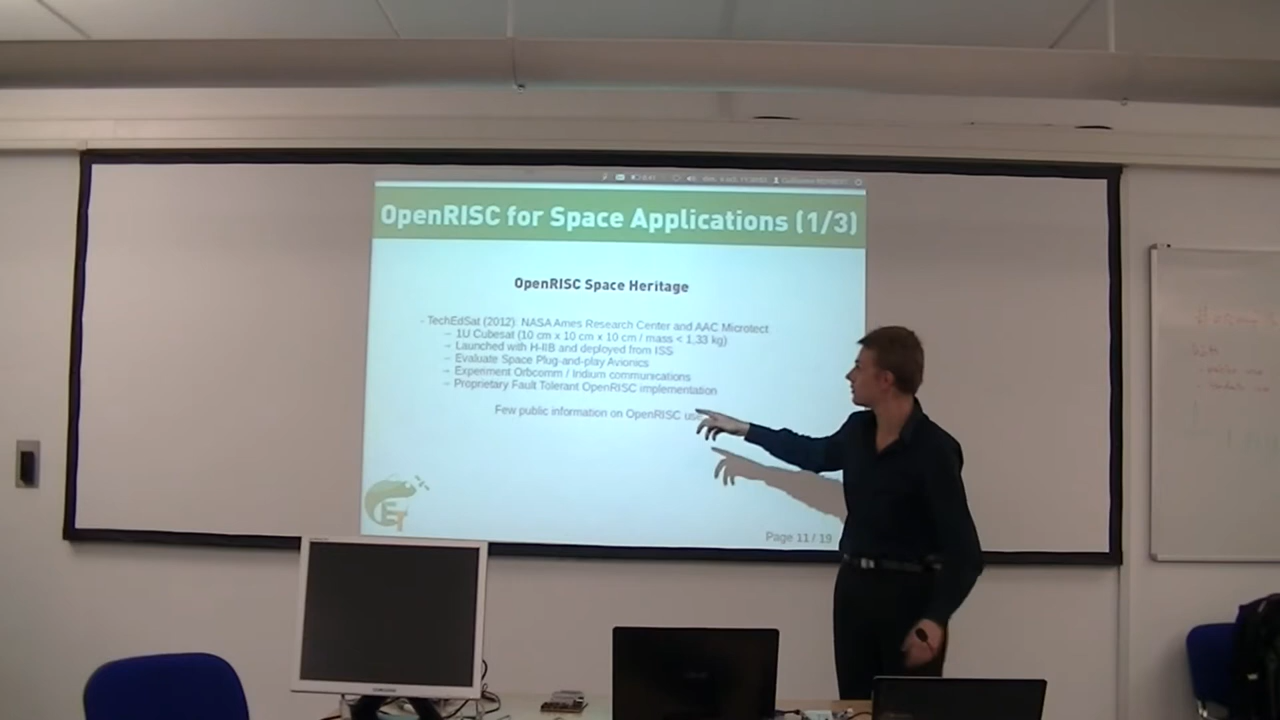 OpenRISC for Space Applications (1/3)
OpenRISC Space Heritage
- TechEdSat (2012): NASA Ames Research Center and AAC Microtect
– 1U Cubesat (10 cm x 10 cm x 10 cm / mass < 1,33 kg)
– Launched with H-IIB and deployed from ISS
– Evaluate Space Plug-and-play Avionics
– Experiment Orbcomm / Iridium communications
– Proprietary Fault Tolerant OpenRISC implementation
Few public information on OpenRISC use
ET
Page 11 / 19
SAMSUNG